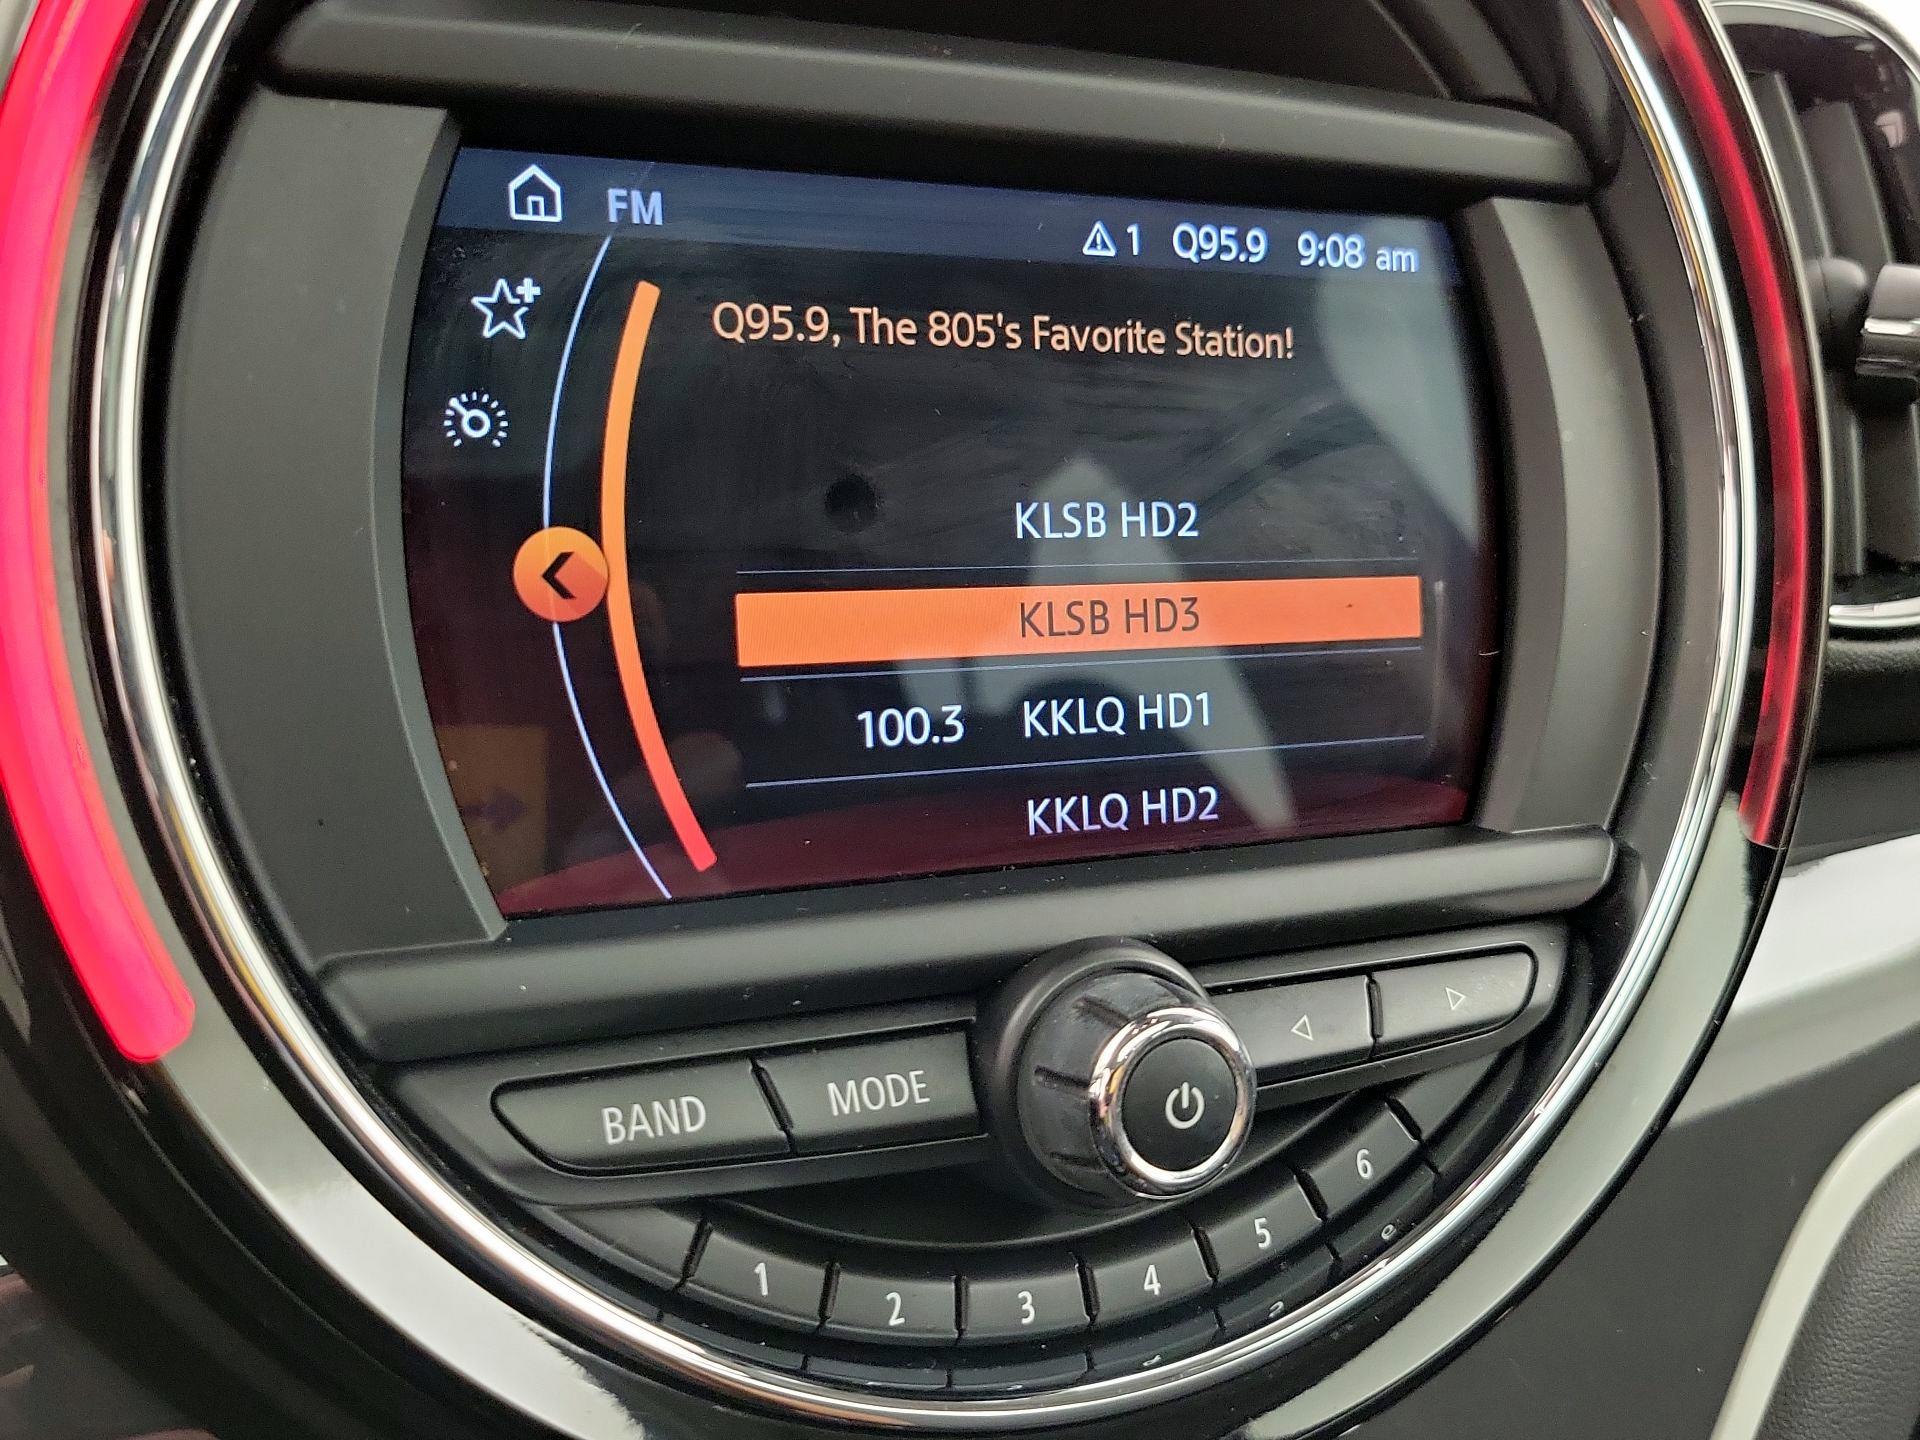 FM
1 Q95.9 9:08 am
Q95.9, The 805's Favorite Station!
KLSB HD2
KLSB HD3
100.3 KKLQ HD1
KKLQ HD2
BAND MODE
1 2 3 4 5 6